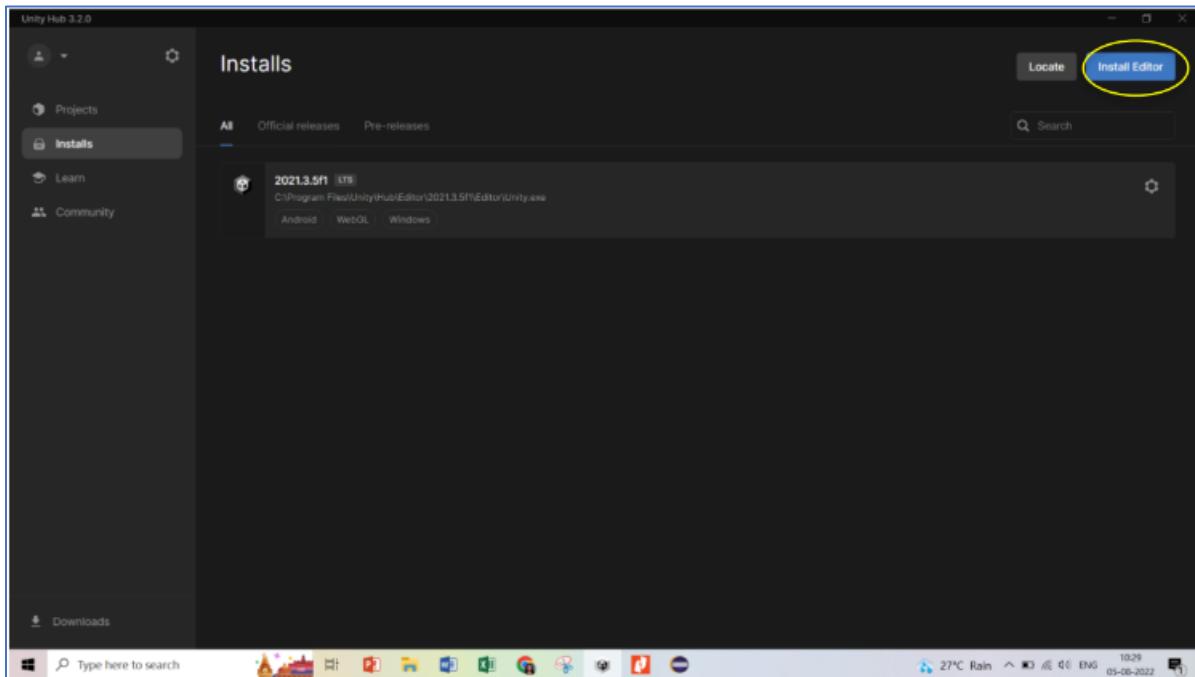 Unity Hub 3.2.0
Installs
Locate
Install Editor
Projects
Installs
Learn
Community
All Official releases Pre-releases
Search
2021.3.5f1 LTS
C:\Program Files\Unity\Hub\Editor\2021.3.5f1\Editor\Unity.exe
Android WebGL Windows
Downloads
Type here to search
27°C Rain
ENG
10:29
05-08-2022